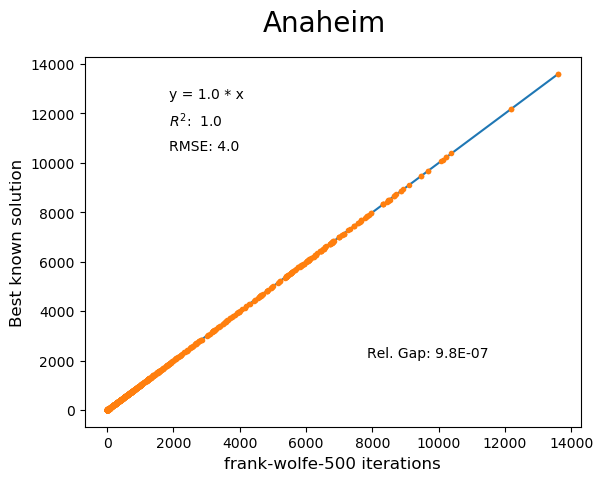 Anaheim
14000
12000
10000
8000
6000
4000
2000
0
Best known solution
y = 1.0 * x
R²: 1.0
RMSE: 4.0
Rel. Gap: 9.8E-07
0 2000 4000 6000 8000 10000 12000 14000
frank-wolfe-500 iterations